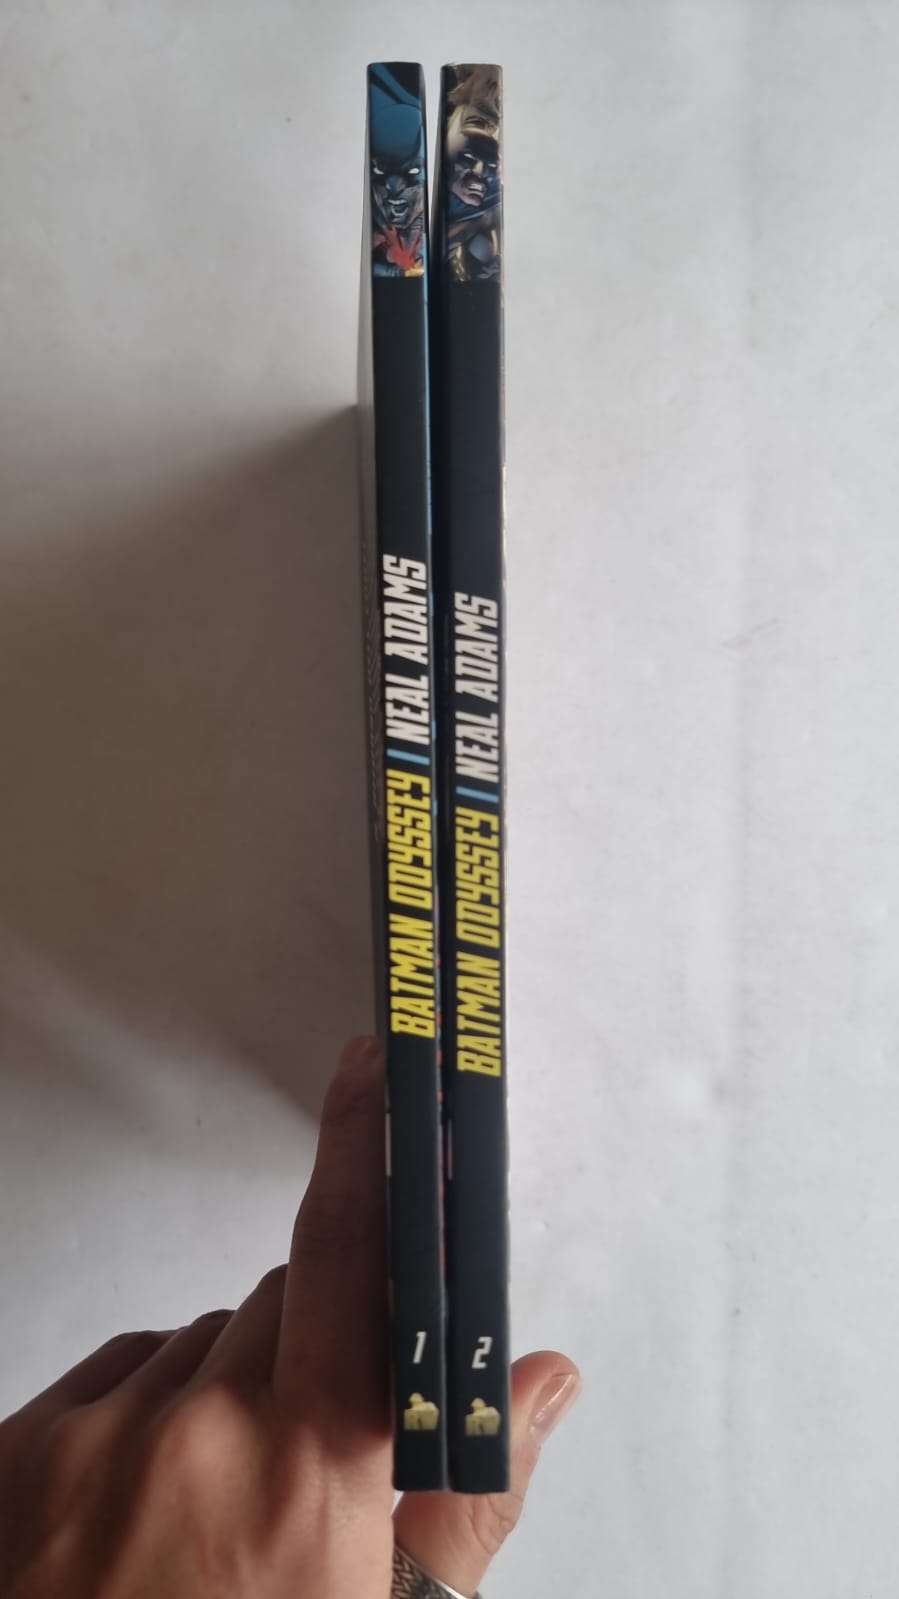 BATMAN ODYSSEY | NEAL ADAMS
1
BATMAN ODYSSEY | NEAL ADAMS
2